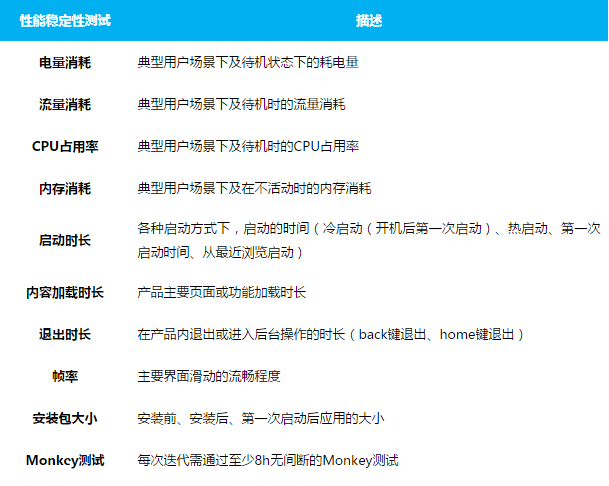 性能稳定性测试 描述
电量消耗 典型用户场景下及待机状态下的耗电量
流量消耗 典型用户场景下及待机时的流量消耗
CPU占用率 典型用户场景下及待机时的CPU占用率
内存消耗 典型用户场景下及在不活动时的内存消耗
启动时长 各种启动方式下，启动的时间（冷启动（开机后第一次启动）、热启动、第一次
启动时间、从最近浏览启动）
内容加载时长 产品主要页面或功能加载时长
退出时长 在产品内退出或进入后台操作的时长（back键退出、home键退出）
帧率 主要界面滑动的流畅程度
安装包大小 安装前、安装后、第一次启动后应用的大小
Monkey测试 每次迭代需通过至少8h无间断的Monkey测试